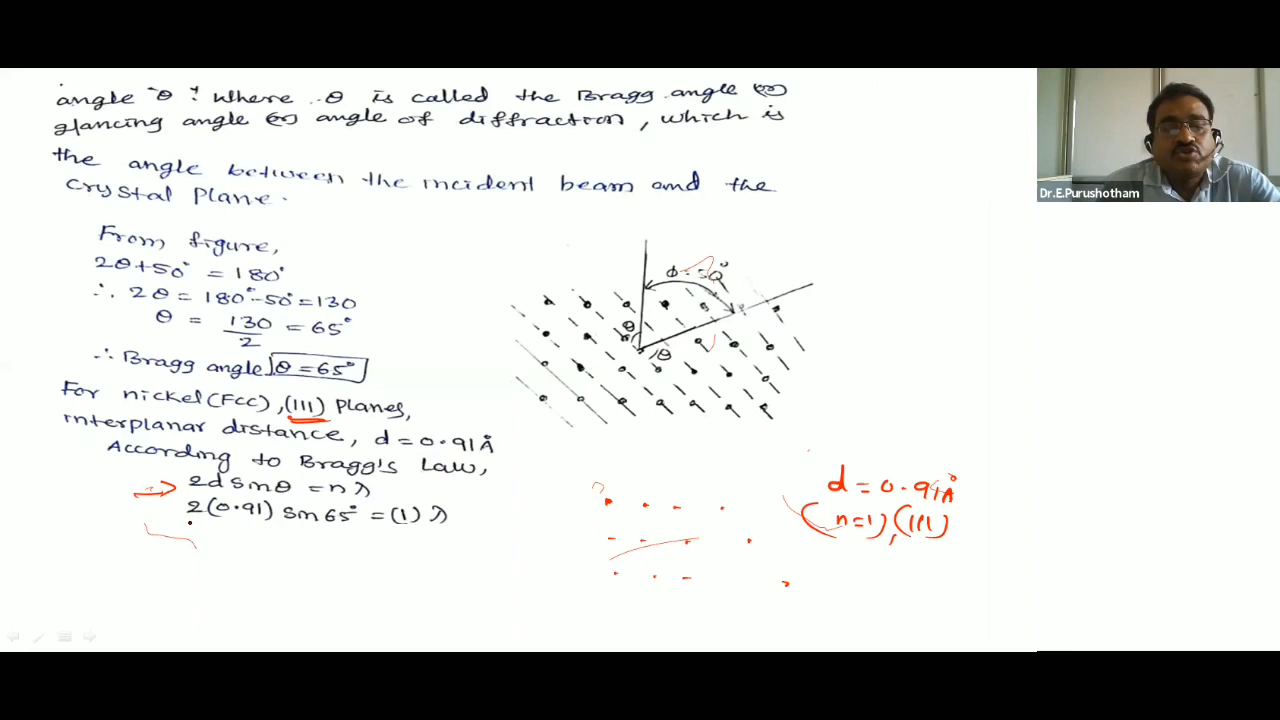 angle "θ". Where θ is called the Bragg angle (or)
glancing angle (or) angle of diffraction, which is
the angle between the incident beam and the
crystal plane.
From figure,
2θ+50° = 180°
∴ 2θ = 180°-50°=130
θ = 130/2 = 65°
∴ Bragg angle θ = 65°
For nickel(FCC), (111) Planes,
interplanar distance, d = 0.91Å
According to Bragg's Law,
2d Sinθ = nλ
2(0.91) Sin 65° = (1) λ
ϕ = 50°
θ
θ
d = 0.91Å
(n=1), (111)
Dr.E.Purushotham